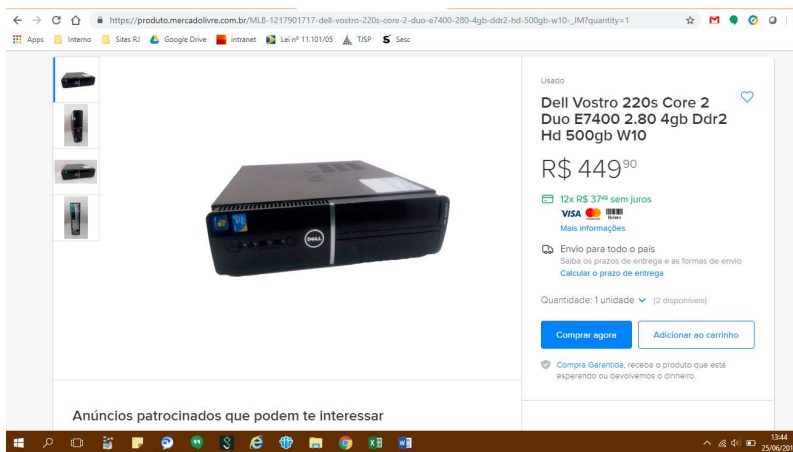 https://produto.mercadolivre.com.br/MLB-1217901717-dell-vostro-220s-core-2-duo-e7400-280-4gb-ddr2-hd-500gb-w10-_JM?quantity=1
Apps Interno Sites RJ Google Drive intranet Lei nº 11.101/05 TJSP Sesc
Usado
Dell Vostro 220s Core 2
Duo E7400 2.80 4gb Ddr2
Hd 500gb W10
R$ 449⁹⁰
12x R$ 37⁴⁹ sem juros
VISA
Mais informações
Envio para todo o país
Saiba os prazos de entrega e as formas de envio
Calcular o prazo de entrega
Quantidade: 1 unidade (2 disponíveis)
Comprar agora Adicionar ao carrinho
Compra Garantida, receba o produto que está
esperando ou devolvemos o dinheiro.
DELL
Anúncios patrocinados que podem te interessar
13:44
25/06/201